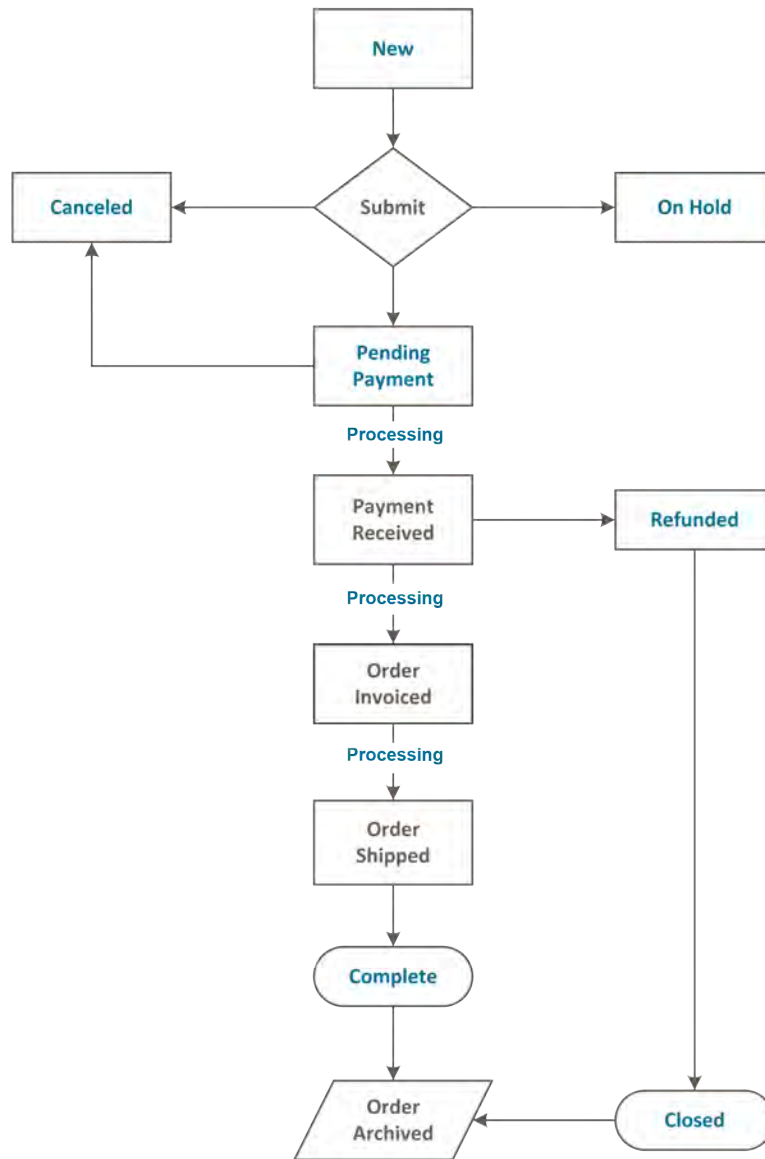 New
Canceled
Submit
On Hold
Pending
Payment
Processing
Payment
Received
Refunded
Processing
Order
Invoiced
Processing
Order
Shipped
Complete
Order
Archived
Closed